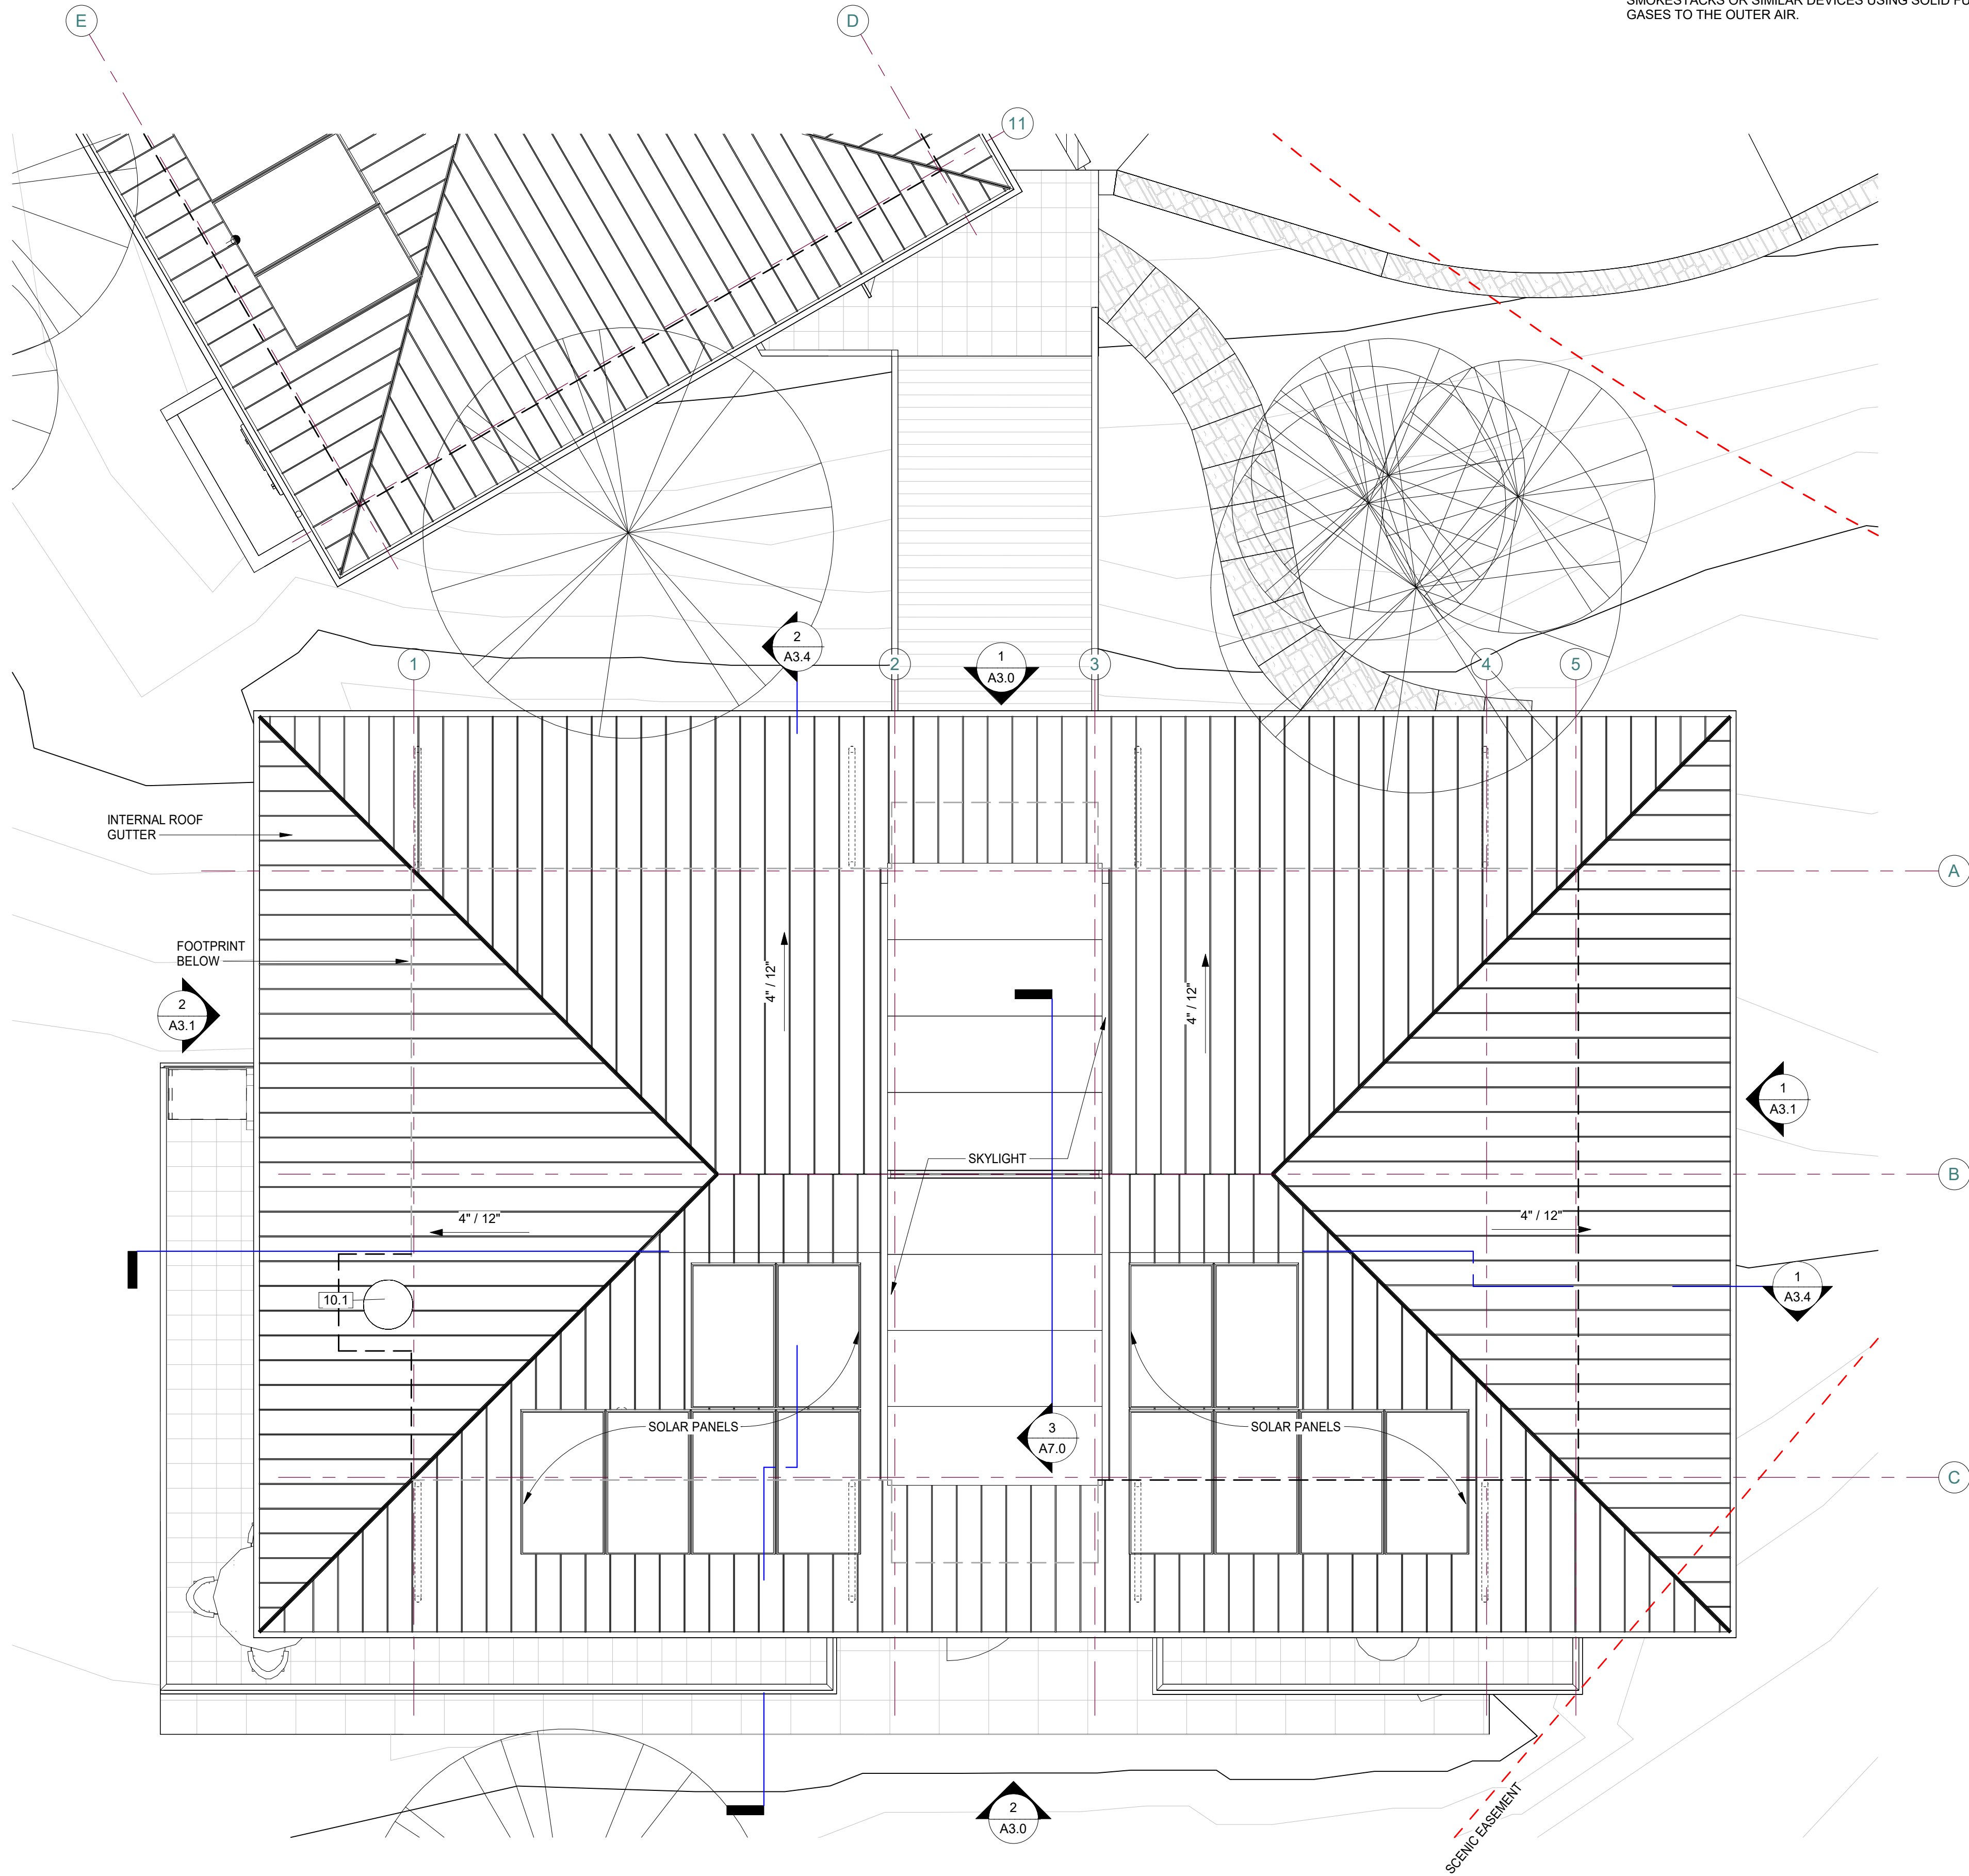 SMOKESTACKS OR SIMILAR DEVICES USING SOLID
GASES TO THE OUTER AIR.
E
D
11
2
A3.4
1
2
1
A3.0
3
4
5
INTERNAL ROOF
GUTTER
A
FOOTPRINT
BELOW
4" / 12"
4" / 12"
2
A3.1
1
A3.1
SKYLIGHT
B
4" / 12"
4" / 12"
10.1
1
A3.4
SOLAR PANELS
3
A7.0
SOLAR PANELS
C
2
A3.0
SCENIC EASEMENT